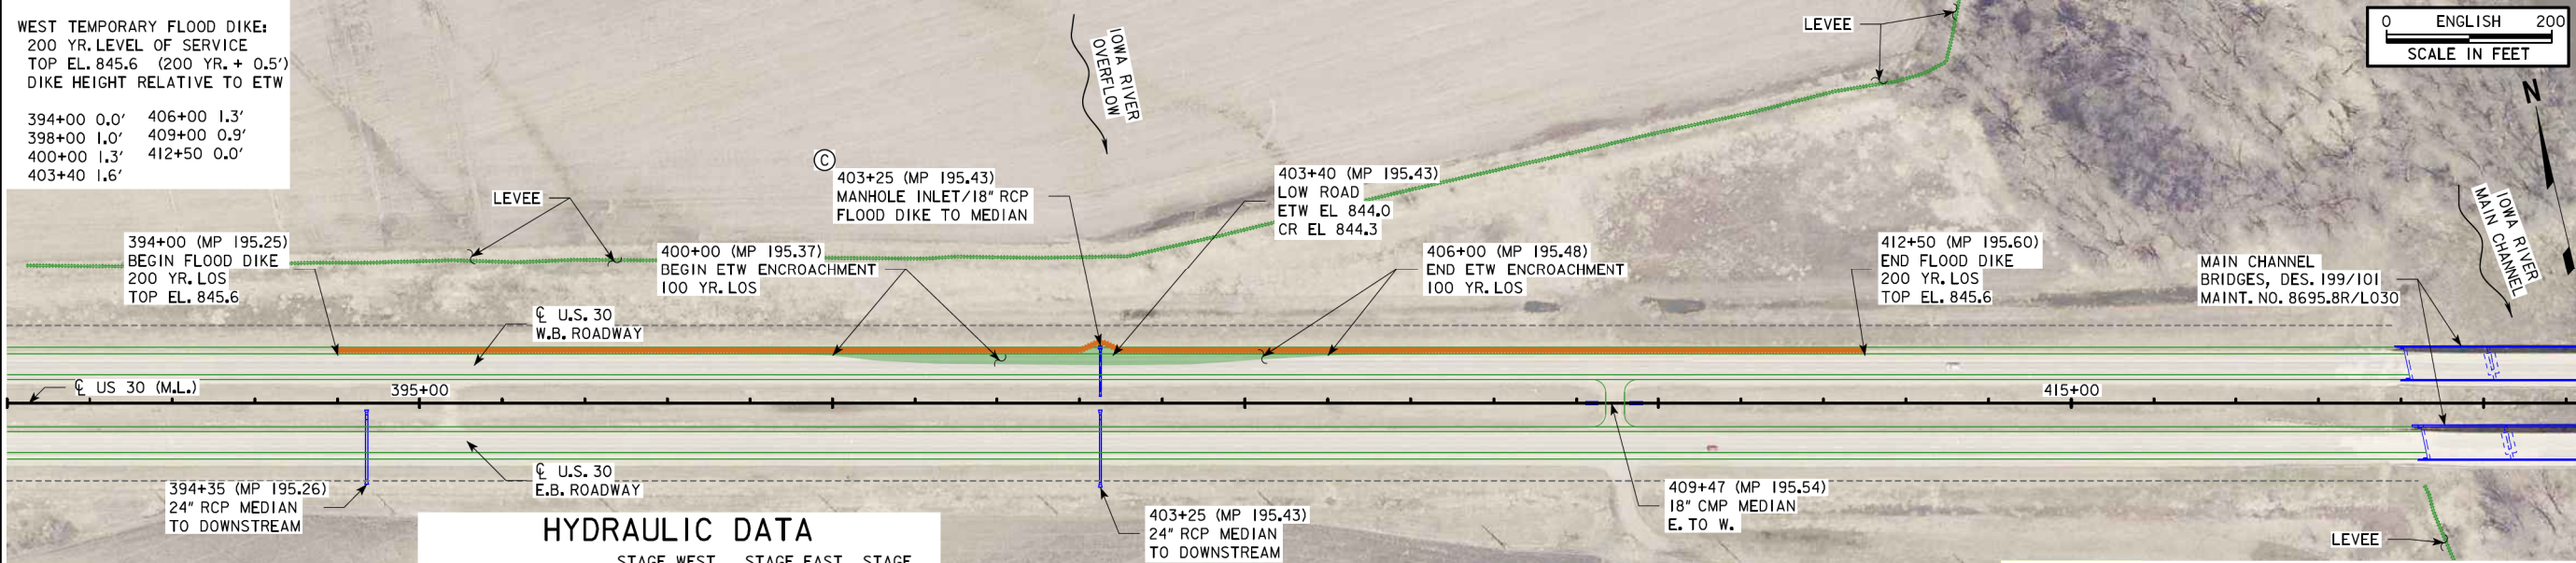 WEST TEMPORARY FLOOD DIKE:
200 YR. LEVEL OF SERVICE
TOP EL. 845.6 (200 YR. + 0.5')
DIKE HEIGHT RELATIVE TO ETW
394+00 0.0'
398+00 1.0'
400+00 1.3'
403+40 1.6'
406+00 1.3'
409+00 0.9'
412+50 0.0'
IOWA RIVER
OVERFLOW
LEVEE
0 ENGLISH 200
SCALE IN FEET
N
C
403+25 (MP 195.43)
MANHOLE INLET/18" RCP
FLOOD DIKE TO MEDIAN
403+40 (MP 195.43)
LOW ROAD
ETW EL 844.0
CR EL 844.3
LEVEE
394+00 (MP 195.25)
BEGIN FLOOD DIKE
200 YR. LOS
TOP EL. 845.6
400+00 (MP 195.37)
BEGIN ETW ENCROACHMENT
100 YR. LOS
406+00 (MP 195.48)
END ETW ENCROACHMENT
100 YR. LOS
412+50 (MP 195.60)
END FLOOD DIKE
200 YR. LOS
TOP EL. 845.6
MAIN CHANNEL
BRIDGES, DES. 199/101
MAINT. NO. 8695.8R/L030
IOWA RIVER
MAIN CHANNEL
℄ U.S. 30
W.B. ROADWAY
℄ US 30 (M.L.)
395+00
415+00
℄ U.S. 30
E.B. ROADWAY
394+35 (MP 195.26)
24" RCP MEDIAN
TO DOWNSTREAM
403+25 (MP 195.43)
24" RCP MEDIAN
TO DOWNSTREAM
409+47 (MP 195.54)
18" CMP MEDIAN
E. TO W.
LEVEE
HYDRAULIC DATA
STAGE WEST STAGE EAST STAGE